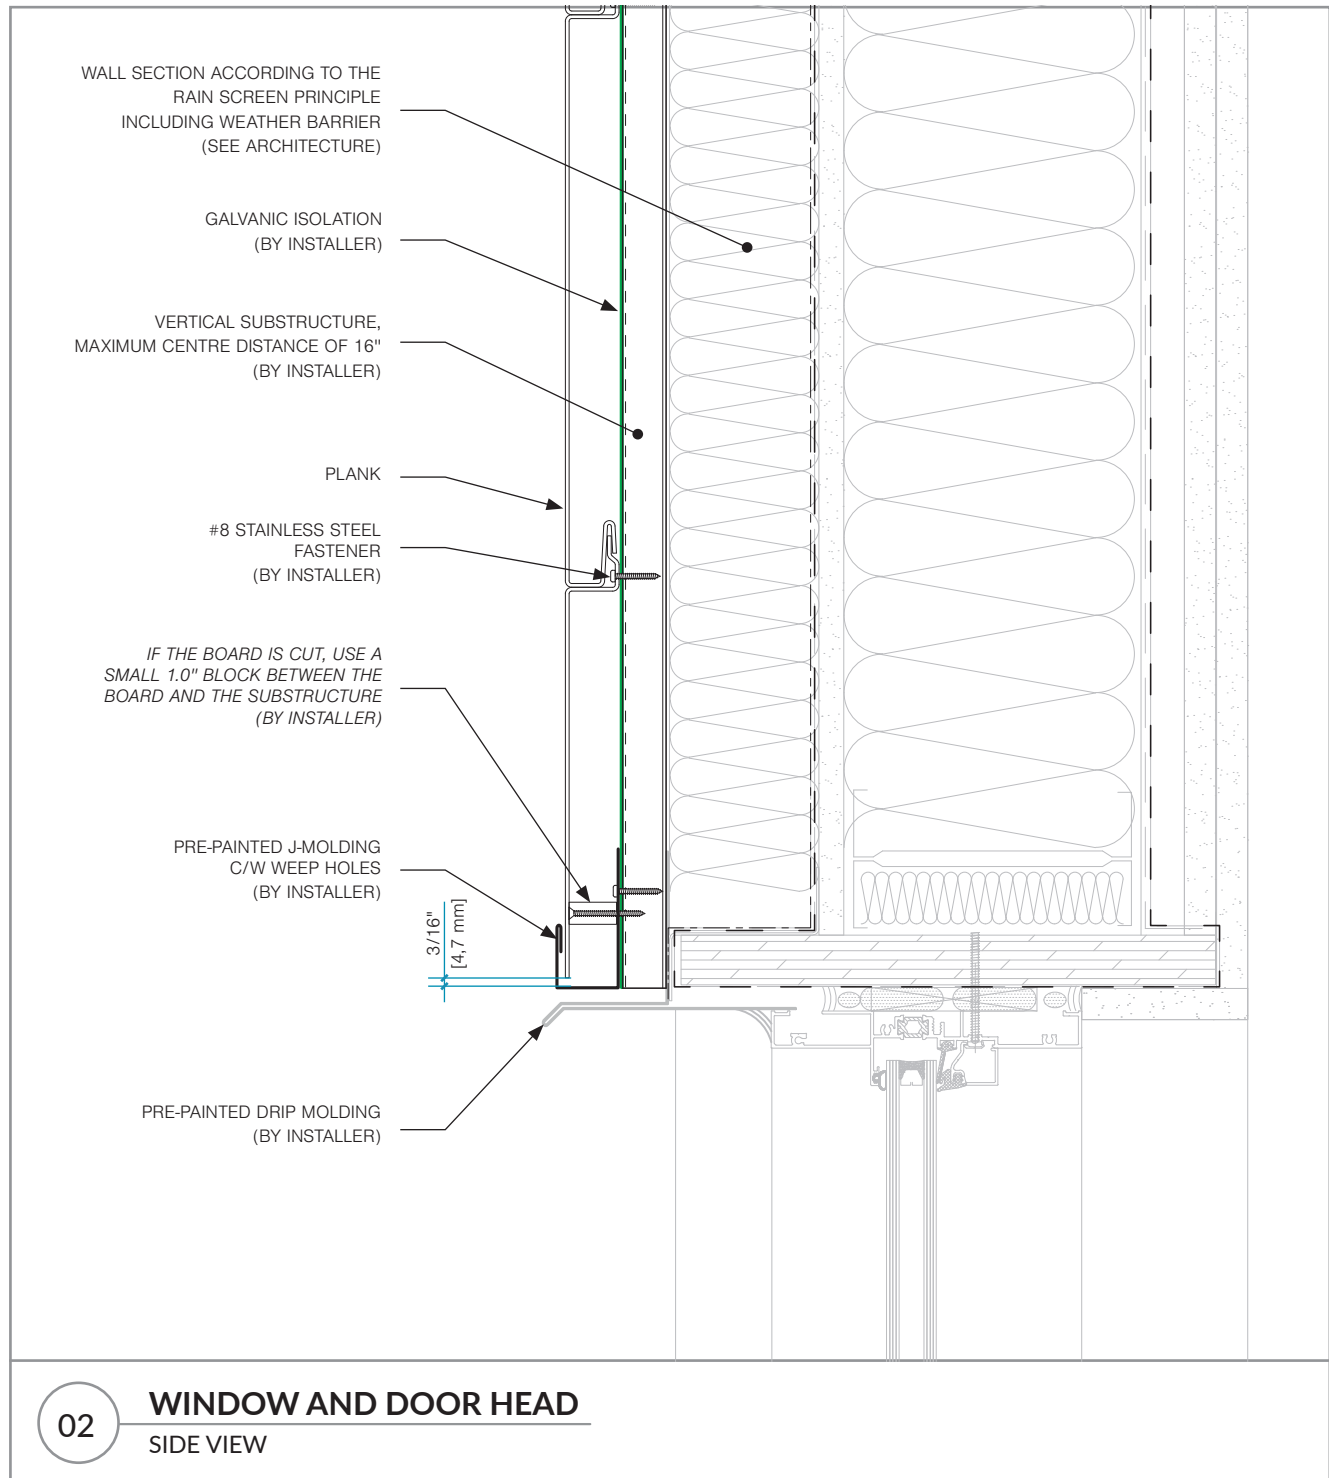 WALL SECTION ACCORDING TO THE
RAIN SCREEN PRINCIPLE
INCLUDING WEATHER BARRIER
(SEE ARCHITECTURE)
GALVANIC ISOLATION
(BY INSTALLER)
VERTICAL SUBSTRUCTURE,
MAXIMUM CENTRE DISTANCE OF 16"
(BY INSTALLER)
PLANK
#8 STAINLESS STEEL
FASTENER
(BY INSTALLER)
IF THE BOARD IS CUT, USE A
SMALL 1.0" BLOCK BETWEEN THE
BOARD AND THE SUBSTRUCTURE
(BY INSTALLER)
PRE-PAINTED J-MOLDING
C/W WEEP HOLES
(BY INSTALLER)
3/16"
[4,7 mm]
PRE-PAINTED DRIP MOLDING
(BY INSTALLER)
02
WINDOW AND DOOR HEAD
SIDE VIEW